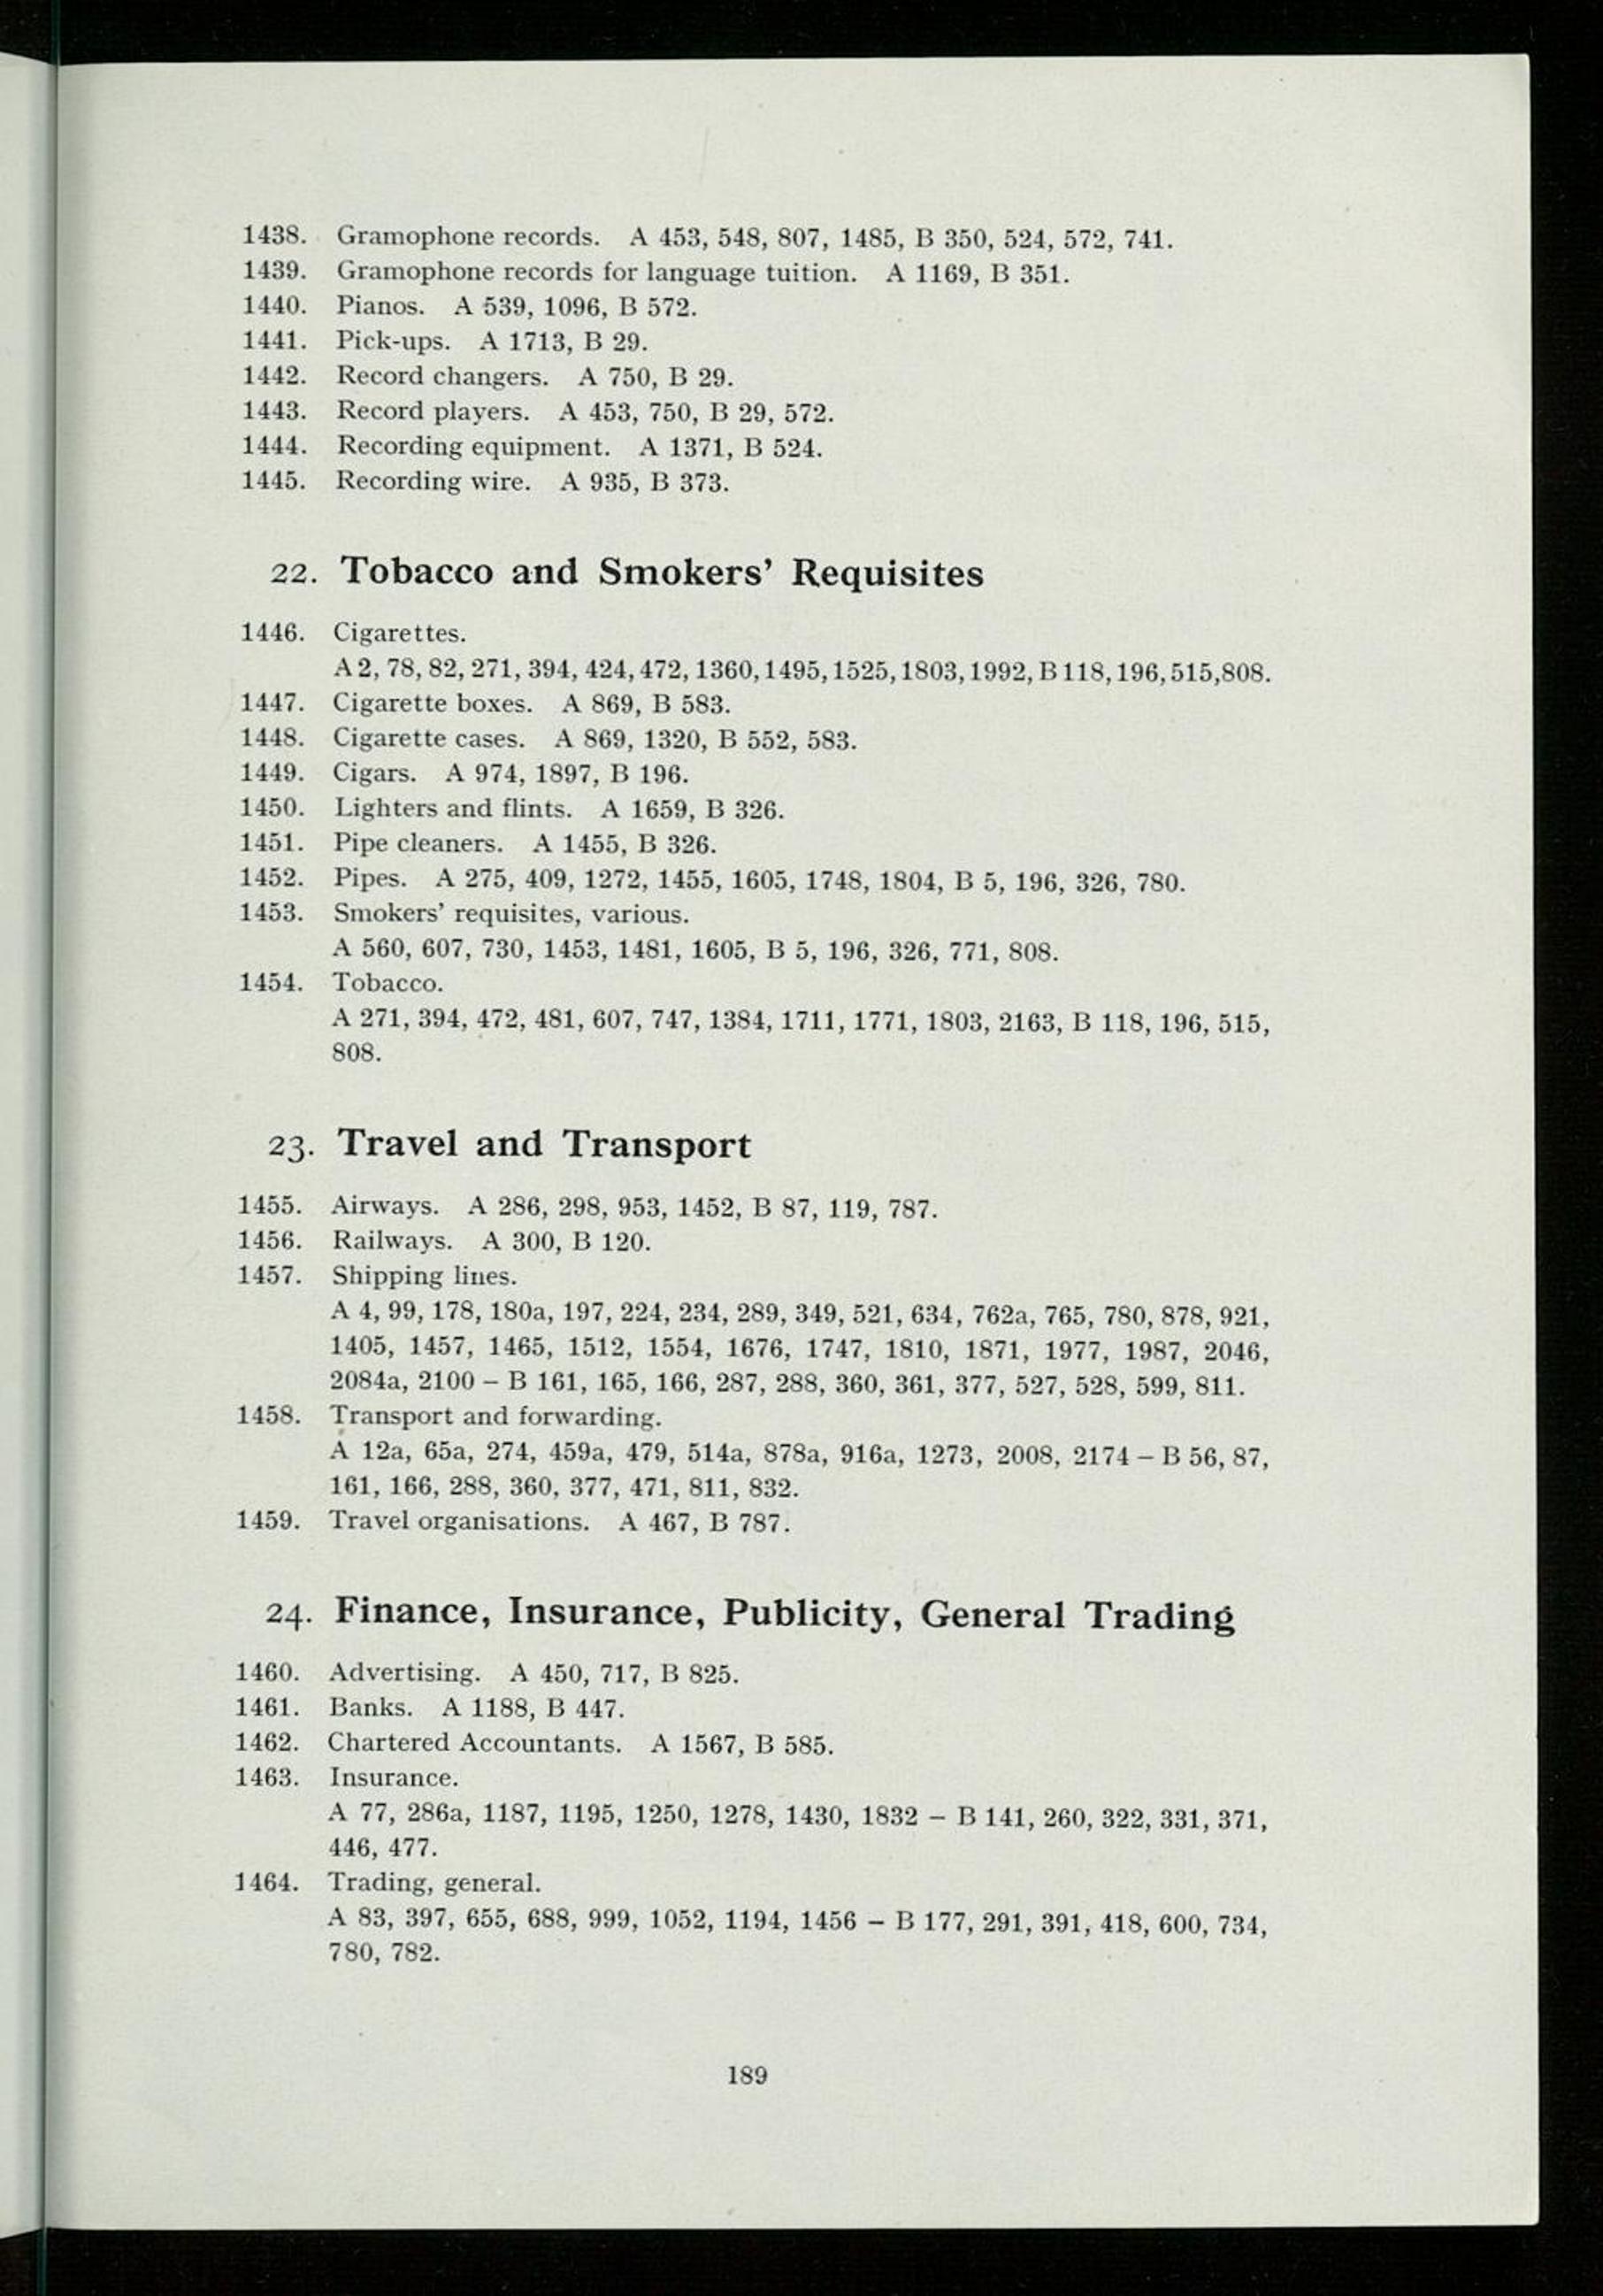 1438. Gramophone records. A 453, 548, 807, 1485, B 350, 524, 572, 741.
1439. Gramophone records for language tuition. A 1169, B 351.
1440. Pianos. A 539, 1096, B 572.
1441. Pick-ups. A 1713, B 29.
1442. Record changers. A 750, B 29.
1443. Record players. A 453, 750, B 29, 572.
1444. Recording equipment. A 1371, B 524.
1445. Recording wire. A 935, B 373.
22. Tobacco and Smokers’ Requisites
1446. Cigarettes.
A 2, 78, 82, 271, 394, 424, 472, 1360, 1495, 1525, 1803, 1992, B 118, 196, 515, 808.
1447. Cigarette boxes. A 869, B 583.
1448. Cigarette cases. A 869, 1320, B 552, 583.
1449. Cigars. A 974, 1897, B 196.
1450. Lighters and flints. A 1659, B 326.
1451. Pipe cleaners. A 1455, B 326.
1452. Pipes. A 275, 409, 1272, 1455, 1605, 1748, 1804, B 5, 196, 326, 780.
1453. Smokers’ requisites, various.
A 560, 607, 730, 1453, 1481, 1605, B 5, 196, 326, 771, 808.
1454. Tobacco.
A 271, 394, 472, 481, 607, 747, 1384, 1711, 1771, 1803, 2163, B 118, 196, 515,
808.
23. Travel and Transport
1455. Airways. A 286, 298, 953, 1452, B 87, 119, 787.
1456. Railways. A 300, B 120.
1457. Shipping lines.
A 4, 99, 178, 180a, 197, 224, 234, 289, 349, 521, 634, 762a, 765, 780, 878, 921,
1405, 1457, 1465, 1512, 1554, 1676, 1747, 1810, 1871, 1977, 1987, 2046,
2084a, 2100 – B 161, 165, 166, 287, 288, 360, 361, 377, 527, 528, 599, 811.
1458. Transport and forwarding.
A 12a, 65a, 274, 459a, 479, 514a, 878a, 916a, 1273, 2008, 2174 – B 56, 87,
161, 166, 288, 360, 377, 471, 811, 832.
1459. Travel organisations. A 467, B 787.
24. Finance, Insurance, Publicity, General Trading
1460. Advertising. A 450, 717, B 825.
1461. Banks. A 1188, B 447.
1462. Chartered Accountants. A 1567, B 585.
1463. Insurance.
A 77, 286a, 1187, 1195, 1250, 1278, 1430, 1832 – B 141, 260, 322, 331, 371,
446, 477.
1464. Trading, general.
A 83, 397, 655, 688, 999, 1052, 1194, 1456 – B 177, 291, 391, 418, 600, 734,
780, 782.
189